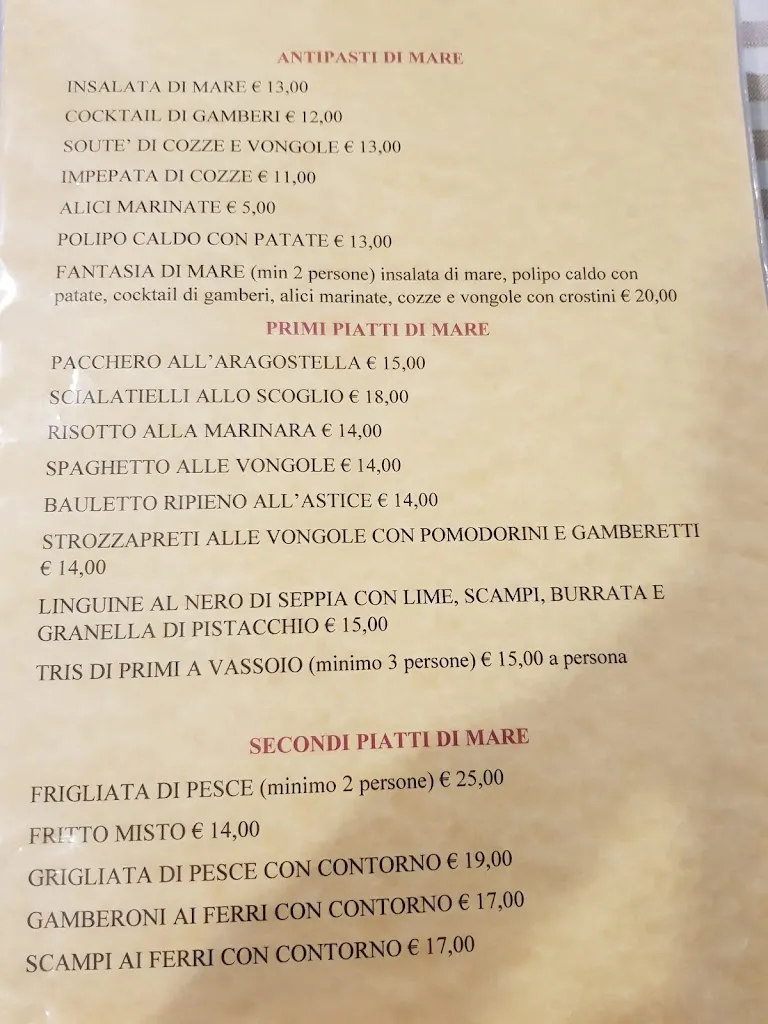 ANTIPASTI DI MARE
INSALATA DI MARE € 13,00
COCKTAIL DI GAMBERI € 12,00
SOUTE' DI COZZE E VONGOLE € 13,00
IMPEPATA DI COZZE € 11,00
ALICI MARINATE € 5,00
POLIPO CALDO CON PATATE € 13,00
FANTASIA DI MARE (min 2 persone) insalata di mare, polipo caldo con
patate, cocktail di gamberi, alici marinate, cozze e vongole con crostini € 20,00
PRIMI PIATTI DI MARE
PACCHERO ALL'ARAGOSTELLA € 15,00
SCIALATIELLI ALLO SCOGLIO € 18,00
RISOTTO ALLA MARINARA € 14,00
SPAGHETTO ALLE VONGOLE € 14,00
BAULETTO RIPIENO ALL'ASTICE € 14,00
STROZZAPRETI ALLE VONGOLE CON POMODORINI E GAMBERETTI
€ 14,00
LINGUINE AL NERO DI SEPPIA CON LIME, SCAMPI, BURRATA E
GRANELLA DI PISTACCHIO € 15,00
TRIS DI PRIMI A VASSOIO (minimo 3 persone) € 15,00 a persona
SECONDI PIATTI DI MARE
FRIGLIATA DI PESCE (minimo 2 persone) € 25,00
FRITTO MISTO € 14,00
GRIGLIATA DI PESCE CON CONTORNO € 19,00
GAMBERONI AI FERRI CON CONTORNO € 17,00
SCAMPI AI FERRI CON CONTORNO € 17,00